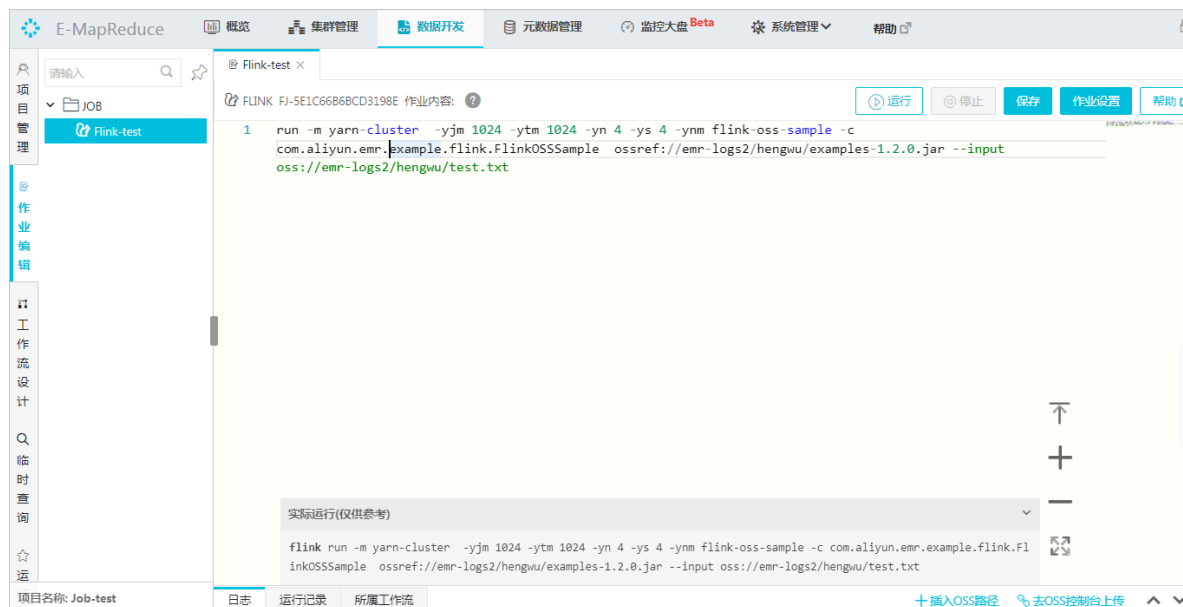 E-MapReduce 概览 集群管理 数据开发 元数据管理 监控大盘 Beta 系统管理 帮助
项目管理
作业编辑
工作流设计
临时查询
运
请输入
JOB
Flink-test
Flink-test
FLINK FJ-5E1C66B6BCD3198E 作业内容: ?
运行 停止 保存 作业设置 帮助
1 run -m yarn-cluster -yjm 1024 -ytm 1024 -yn 4 -ys 4 -ynm flink-oss-sample -c
com.aliyun.emr.example.flink.FlinkOSSSample ossref://emr-logs2/hengwu/examples-1.2.0.jar --input
oss://emr-logs2/hengwu/test.txt
实际运行(仅供参考)
flink run -m yarn-cluster -yjm 1024 -ytm 1024 -yn 4 -ys 4 -ynm flink-oss-sample -c com.aliyun.emr.example.flink.Fl
inkOSSSample ossref://emr-logs2/hengwu/examples-1.2.0.jar --input oss://emr-logs2/hengwu/test.txt
项目名称: Job-test
日志 运行记录 所属工作流 插入OSS路径 去OSS控制台上传